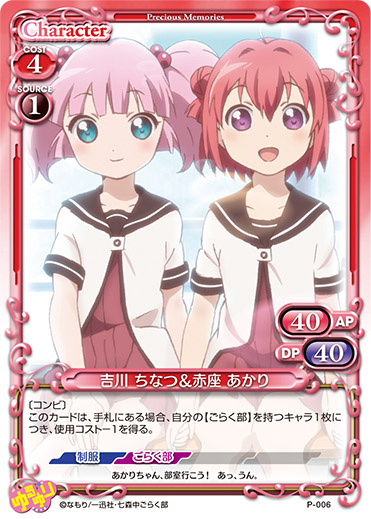 Precious Memories
Character
COST
4
SOURCE
1
40 AP
DP 40
吉川 ちなつ&赤座 あかり
〔コンビ〕
このカードは、手札にある場合、自分の【ごらく部】を持つキャラ1枚に
つき、使用コスト－1を得る。
制服 ごらく部
あかりちゃん、部室行こう! あっ、うん。
ゆるゆり
©なもり/一迅社・七森中ごらく部
P-006